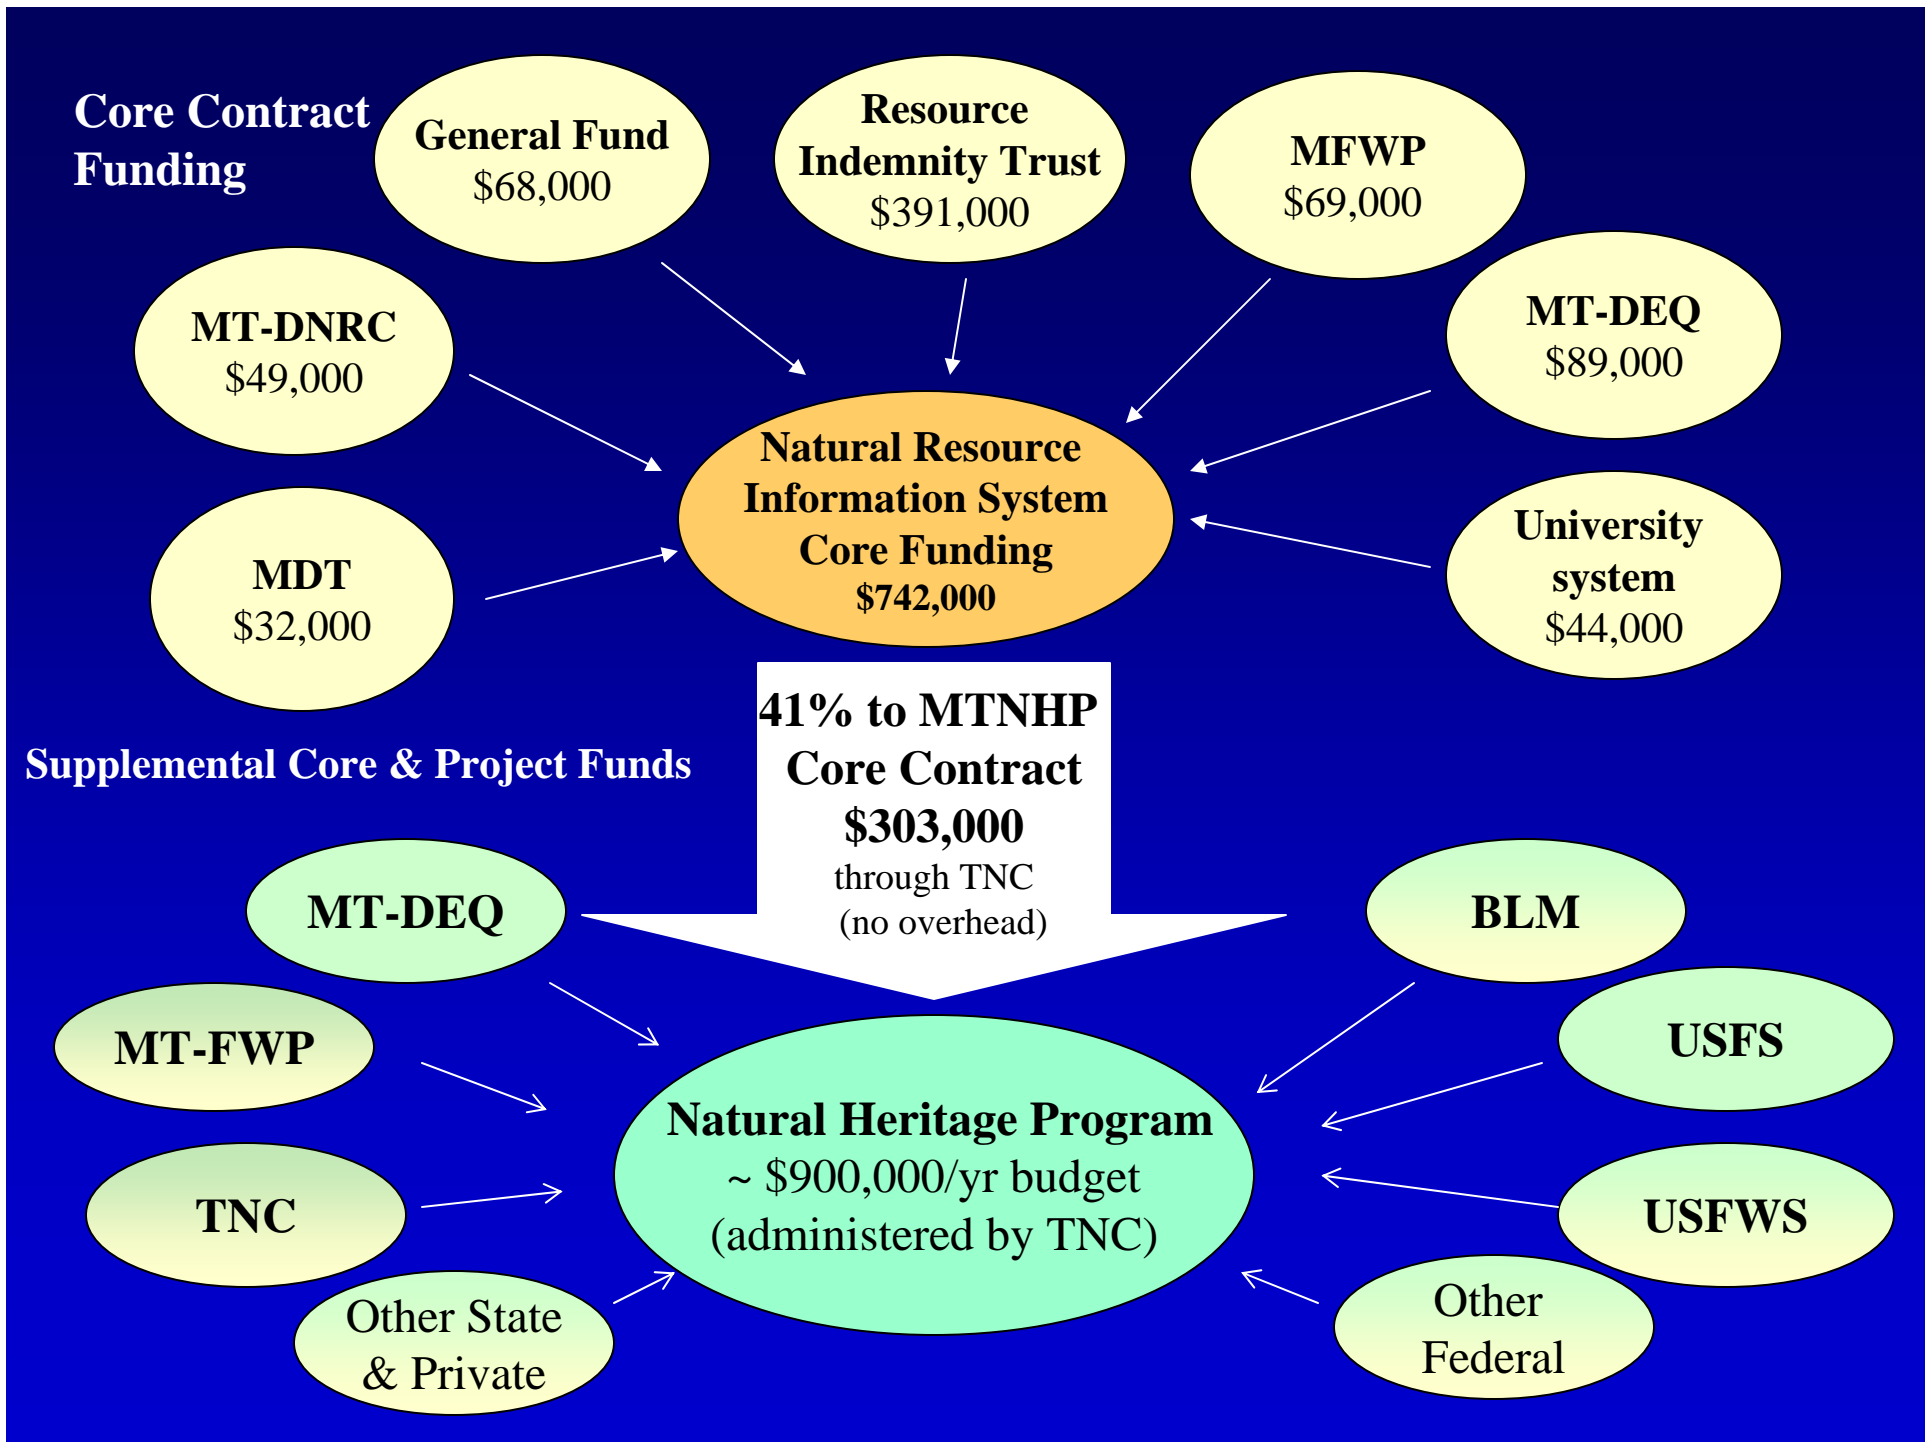 Core Contract
Funding
General Fund
$68,000
Resource
Indemnity Trust
$391,000
MFWP
$69,000
MT-DNRC
$49,000
MT-DEQ
$89,000
Natural Resource
Information System
Core Funding
$742,000
MDT
$32,000
University
system
$44,000
41% to MTNHP
Core Contract
$303,000
through TNC
(no overhead)
Supplemental Core & Project Funds
MT-DEQ
BLM
MT-FWP
USFS
Natural Heritage Program
~ $900,000/yr budget
(administered by TNC)
TNC
USFWS
Other State
& Private
Other
Federal